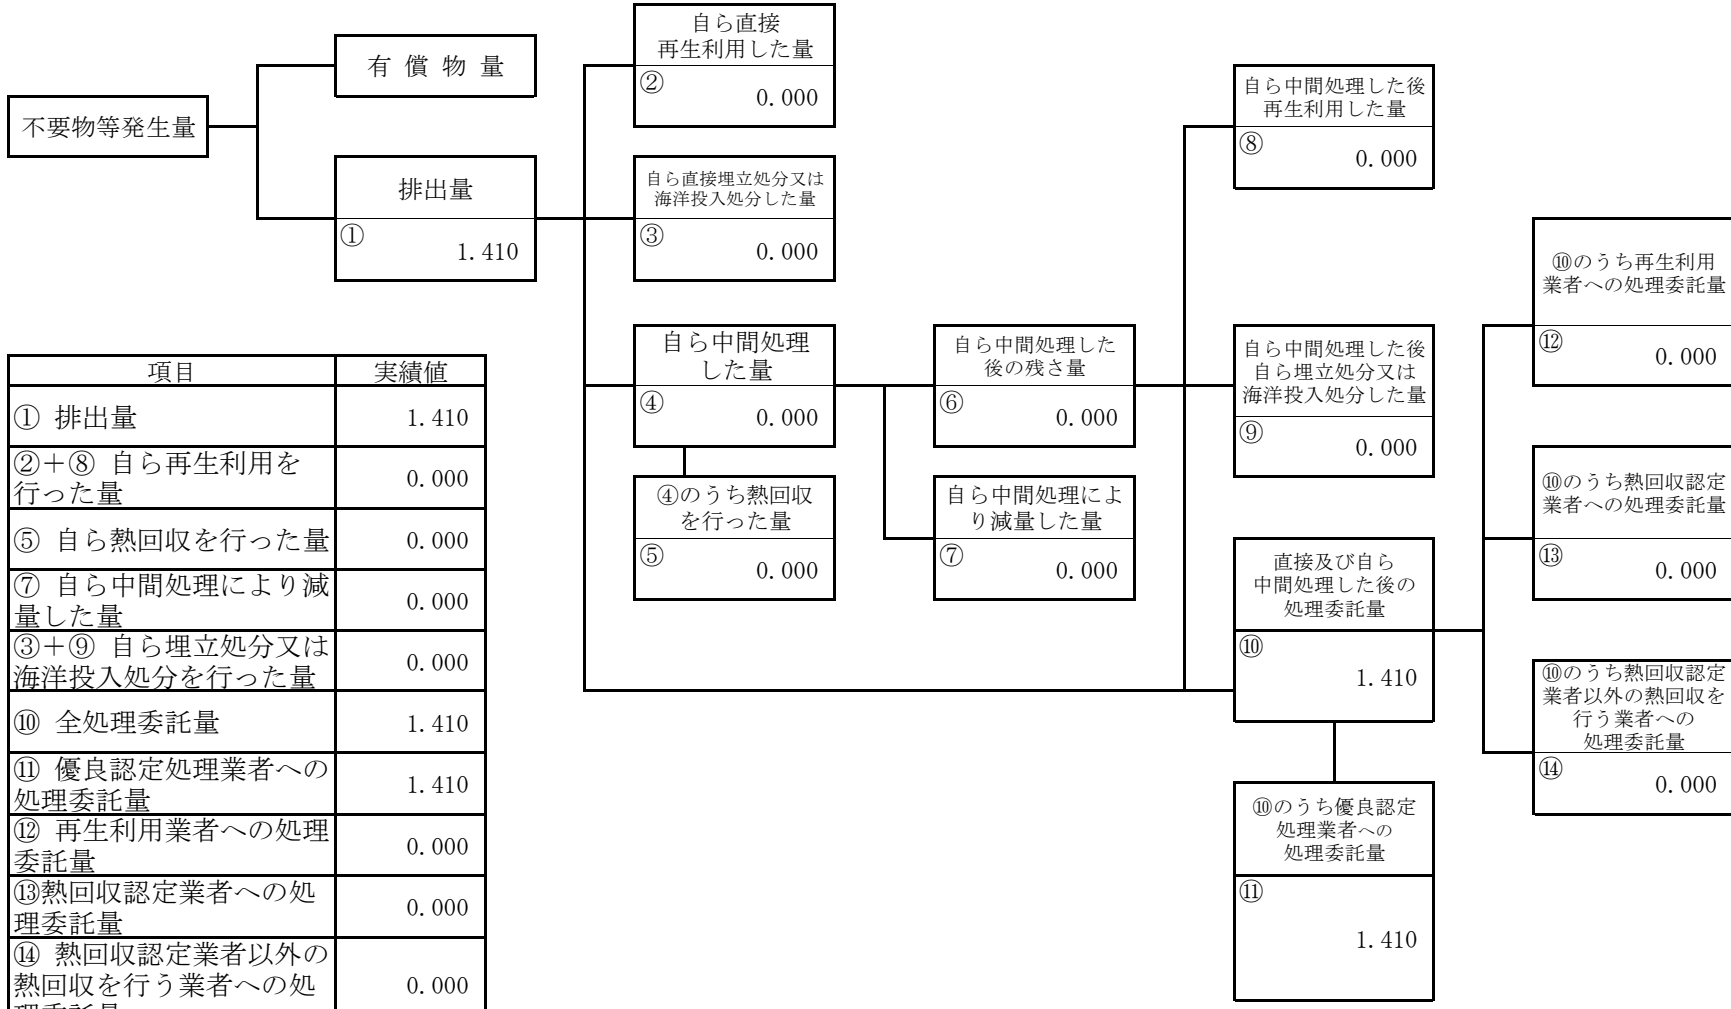 不要物等発生量
有 償 物 量
排出量
①
1.410
自ら直接
再生利用した量
②
0.000
自ら直接埋立処分又は
海洋投入処分した量
③
0.000
自ら中間処理
した量
④
0.000
④のうち熱回収
を行った量
⑤
0.000
自ら中間処理した
後の残さ量
⑥
0.000
自ら中間処理によ
り減量した量
⑦
0.000
自ら中間処理した後
再生利用した量
⑧
0.000
自ら中間処理した後
自ら埋立処分又は
海洋投入処分した量
⑨
0.000
直接及び自ら
中間処理した後の
処理委託量
⑩
1.410
⑩のうち優良認定
処理業者への
処理委託量
⑪
1.410
⑩のうち再生利用
業者への処理委託量
⑫
0.000
⑩のうち熱回収認定
業者への処理委託量
⑬
0.000
⑩のうち熱回収認定
業者以外の熱回収を
行う業者への
処理委託量
⑭
0.000
項目 実績値
① 排出量 1.410
②+⑧ 自ら再生利用を
行った量 0.000
⑤ 自ら熱回収を行った量 0.000
⑦ 自ら中間処理により減
量した量 0.000
③+⑨ 自ら埋立処分又は
海洋投入処分を行った量 0.000
⑩ 全処理委託量 1.410
⑪ 優良認定処理業者への
処理委託量 1.410
⑫ 再生利用業者への処理
委託量 0.000
⑬熱回収認定業者への処
理委託量 0.000
⑭ 熱回収認定業者以外の
熱回収を行う業者への処 0.000